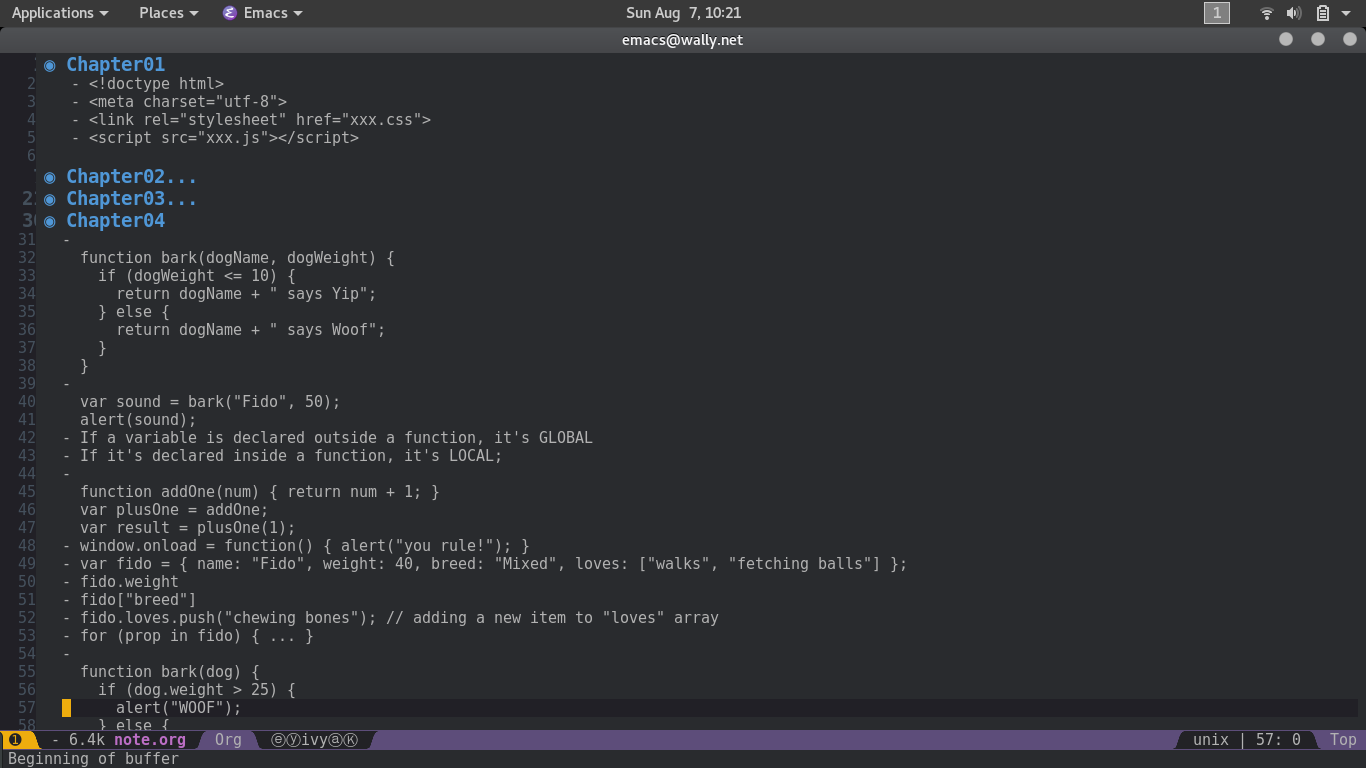 Applications Places Emacs Sun Aug 7, 10:21 1
emacs@wally.net
◉ Chapter01
2 - <!doctype html>
3 - <meta charset="utf-8">
4 - <link rel="stylesheet" href="xxx.css">
5 - <script src="xxx.js"></script>
6
◉ Chapter02...
◉ Chapter03...
30 ◉ Chapter04
31 -
32 function bark(dogName, dogWeight) {
33 if (dogWeight <= 10) {
34 return dogName + " says Yip";
35 } else {
36 return dogName + " says Woof";
37 }
38 }
39 -
40 var sound = bark("Fido", 50);
41 alert(sound);
42 - If a variable is declared outside a function, it's GLOBAL
43 - If it's declared inside a function, it's LOCAL;
44 -
45 function addOne(num) { return num + 1; }
46 var plusOne = addOne;
47 var result = plusOne(1);
48 - window.onload = function() { alert("you rule!"); }
49 - var fido = { name: "Fido", weight: 40, breed: "Mixed", loves: ["walks", "fetching balls"] };
50 - fido.weight
51 - fido["breed"]
52 - fido.loves.push("chewing bones"); // adding a new item to "loves" array
53 - for (prop in fido) { ... }
54 -
55 function bark(dog) {
56 if (dog.weight > 25) {
57 alert("WOOF");
58 } else {
❶ - 6.4k note.org Org ⓔⓨivyⓐⓀ unix | 57: 0 Top
Beginning of buffer